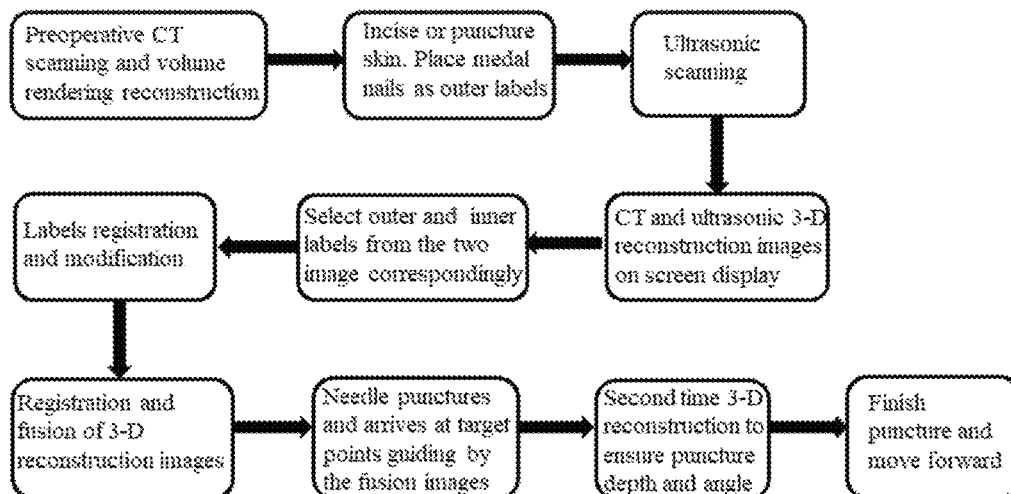 Preoperative CT
scanning and volume
rendering reconstruction
Incise or puncture
skin. Place medal
nails as outer labels
Ultrasonic
scanning
CT and ultrasonic 3-D
reconstruction images
on screen display
Select outer and inner
labels from the two
image correspondingly
Labels registration
and modification
Registration and
fusion of 3-D
reconstruction images
Needle punctures
and arrives at target
points guiding by
the fusion images
Second time 3-D
reconstruction to
ensure puncture
depth and angle
Finish
puncture and
move forward